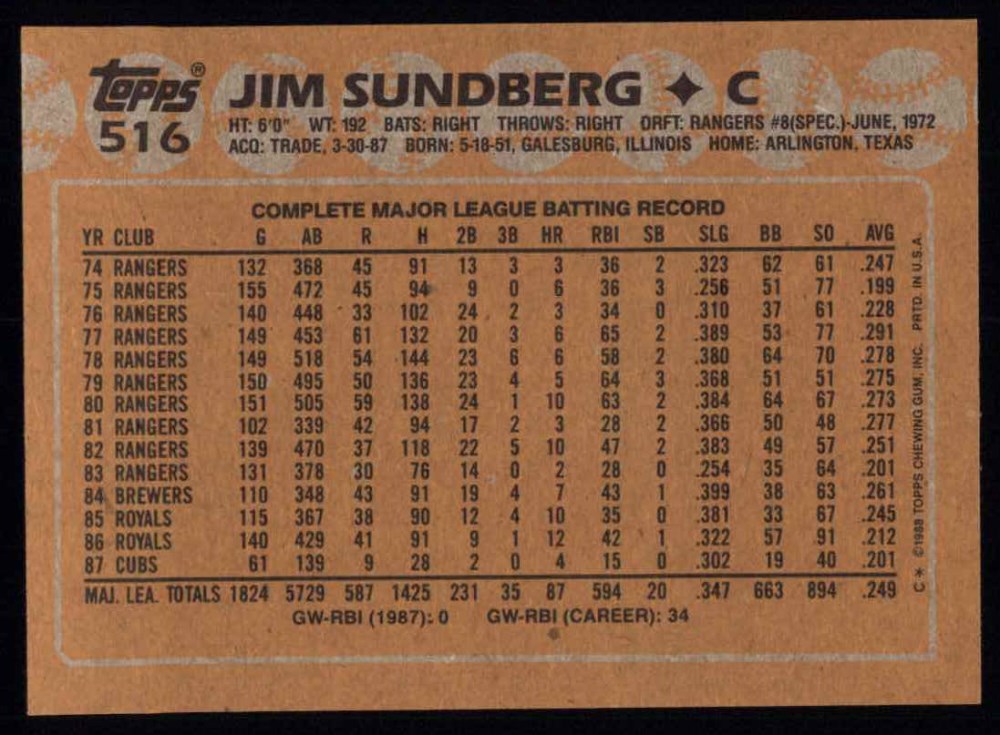 Topps® JIM SUNDBERG ✦ C
516 HT: 6'0" WT: 192 BATS: RIGHT THROWS: RIGHT DRFT: RANGERS #8(SPEC.)-JUNE, 1972
ACQ: TRADE, 3-30-87 BORN: 5-18-51, GALESBURG, ILLINOIS HOME: ARLINGTON, TEXAS
COMPLETE MAJOR LEAGUE BATTING RECORD
YR CLUB G AB R H 2B 3B HR RBI SB SLG BB SO AVG
74 RANGERS 132 368 45 91 13 3 3 36 2 .323 62 61 .247
75 RANGERS 155 472 45 94 9 0 6 36 3 .256 51 77 .199
76 RANGERS 140 448 33 102 24 2 3 34 0 .310 37 61 .228
77 RANGERS 149 453 61 132 20 3 6 65 2 .389 53 77 .291
78 RANGERS 149 518 54 144 23 6 6 58 2 .380 64 70 .278
79 RANGERS 150 495 50 136 23 4 5 64 3 .368 51 51 .275
80 RANGERS 151 505 59 138 24 1 10 63 2 .384 64 67 .273
81 RANGERS 102 339 42 94 17 2 3 28 2 .366 50 48 .277
82 RANGERS 139 470 37 118 22 5 10 47 2 .383 49 57 .251
83 RANGERS 131 378 30 76 14 0 2 28 0 .254 35 64 .201
84 BREWERS 110 348 43 91 19 4 7 43 1 .399 38 63 .261
85 ROYALS 115 367 38 90 12 4 10 35 0 .381 33 67 .245
86 ROYALS 140 429 41 91 9 1 12 42 1 .322 57 91 .212
87 CUBS 61 139 9 28 2 0 4 15 0 .302 19 40 .201
MAJ. LEA. TOTALS 1824 5729 587 1425 231 35 87 594 20 .347 663 894 .249
GW-RBI (1987): 0 GW-RBI (CAREER): 34
C* ©1988 TOPPS CHEWING GUM, INC. PRTD. IN U.S.A.